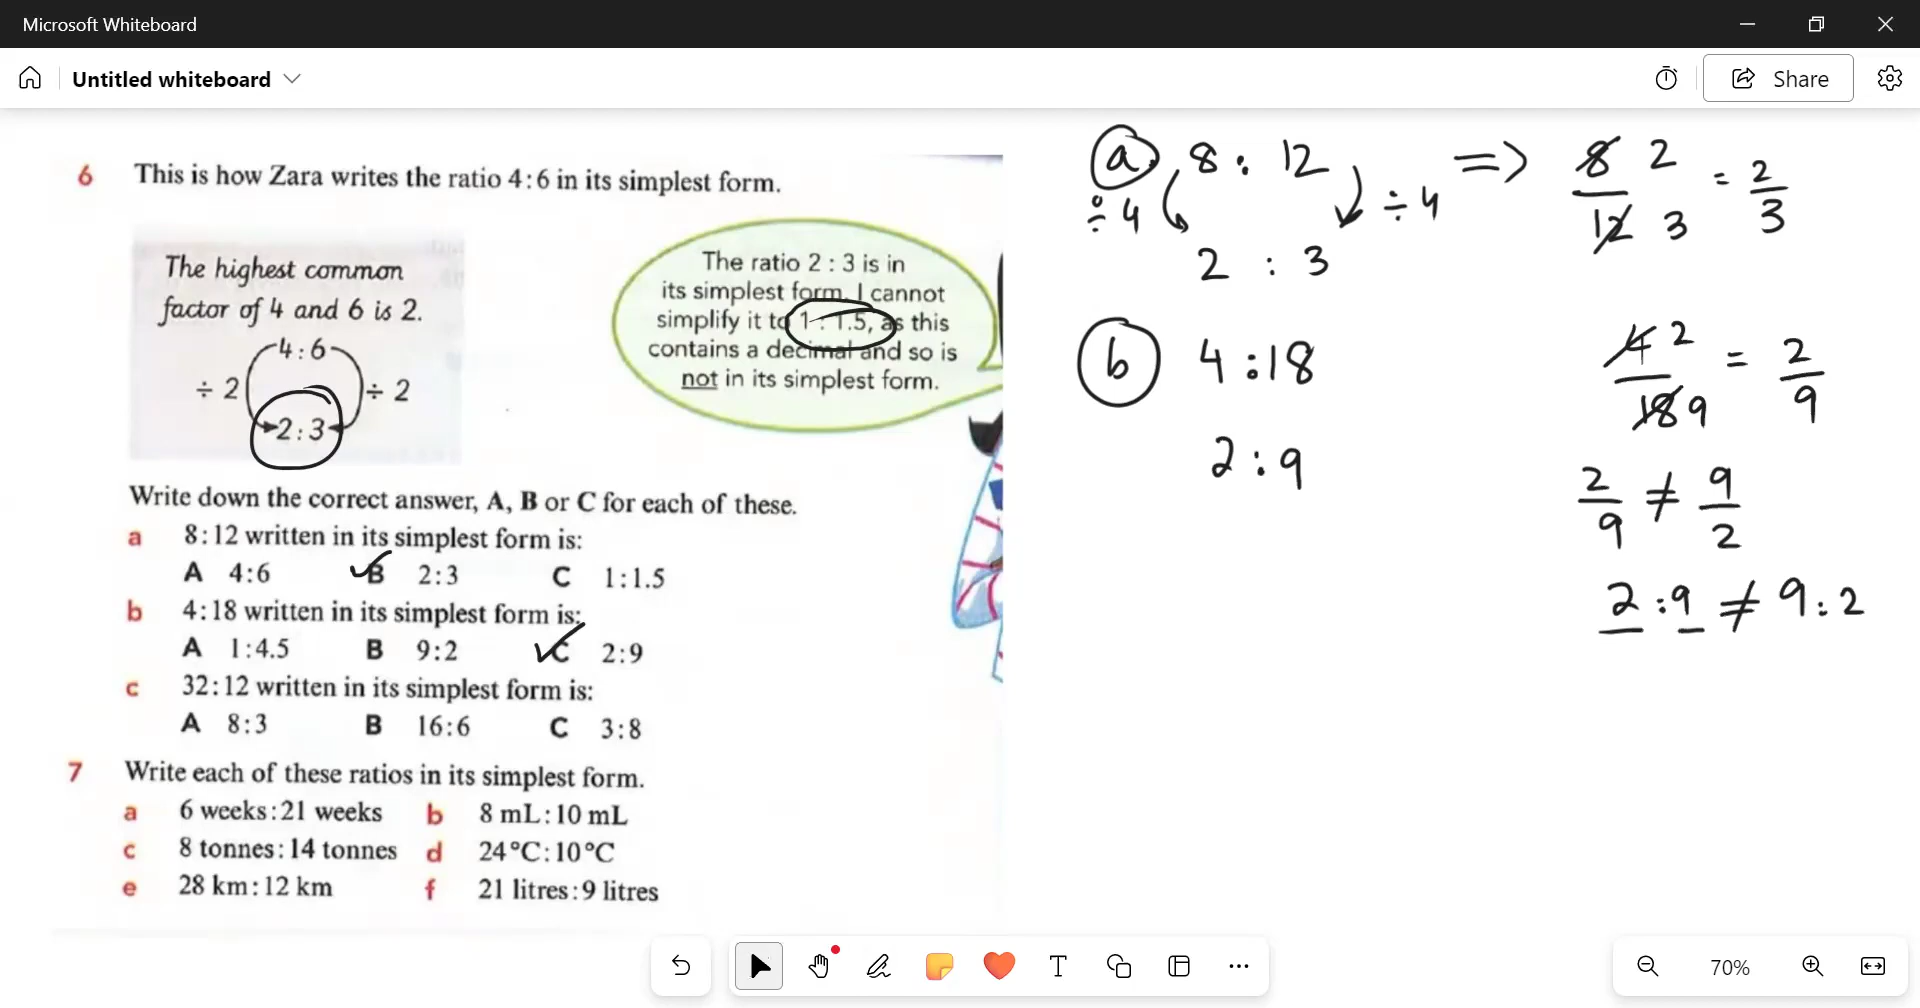 Microsoft Whiteboard
Untitled whiteboard
Share
6 This is how Zara writes the ratio 4 : 6 in its simplest form.
The highest common
factor of 4 and 6 is 2.
4 : 6
÷ 2 ÷ 2
2 : 3
The ratio 2 : 3 is in
its simplest form. I cannot
simplify it to 1 : 1.5, as this
contains a decimal and so is
not in its simplest form.
Write down the correct answer, A, B or C for each of these.
a 8 : 12 written in its simplest form is:
A 4 : 6 B 2 : 3 C 1 : 1.5
b 4 : 18 written in its simplest form is:
A 1 : 4.5 B 9 : 2 C 2 : 9
c 32 : 12 written in its simplest form is:
A 8 : 3 B 16 : 6 C 3 : 8
7 Write each of these ratios in its simplest form.
a 6 weeks : 21 weeks b 8 mL : 10 mL
c 8 tonnes : 14 tonnes d 24 °C : 10 °C
e 28 km : 12 km f 21 litres : 9 litres
a. 8 : 12 => 8/12 2/3 = 2/3
÷4 ÷4
2 : 3
b 4 : 18 4/18 2/9 = 2/9
2 : 9
2/9 ≠ 9/2
2 : 9 ≠ 9 : 2
70%